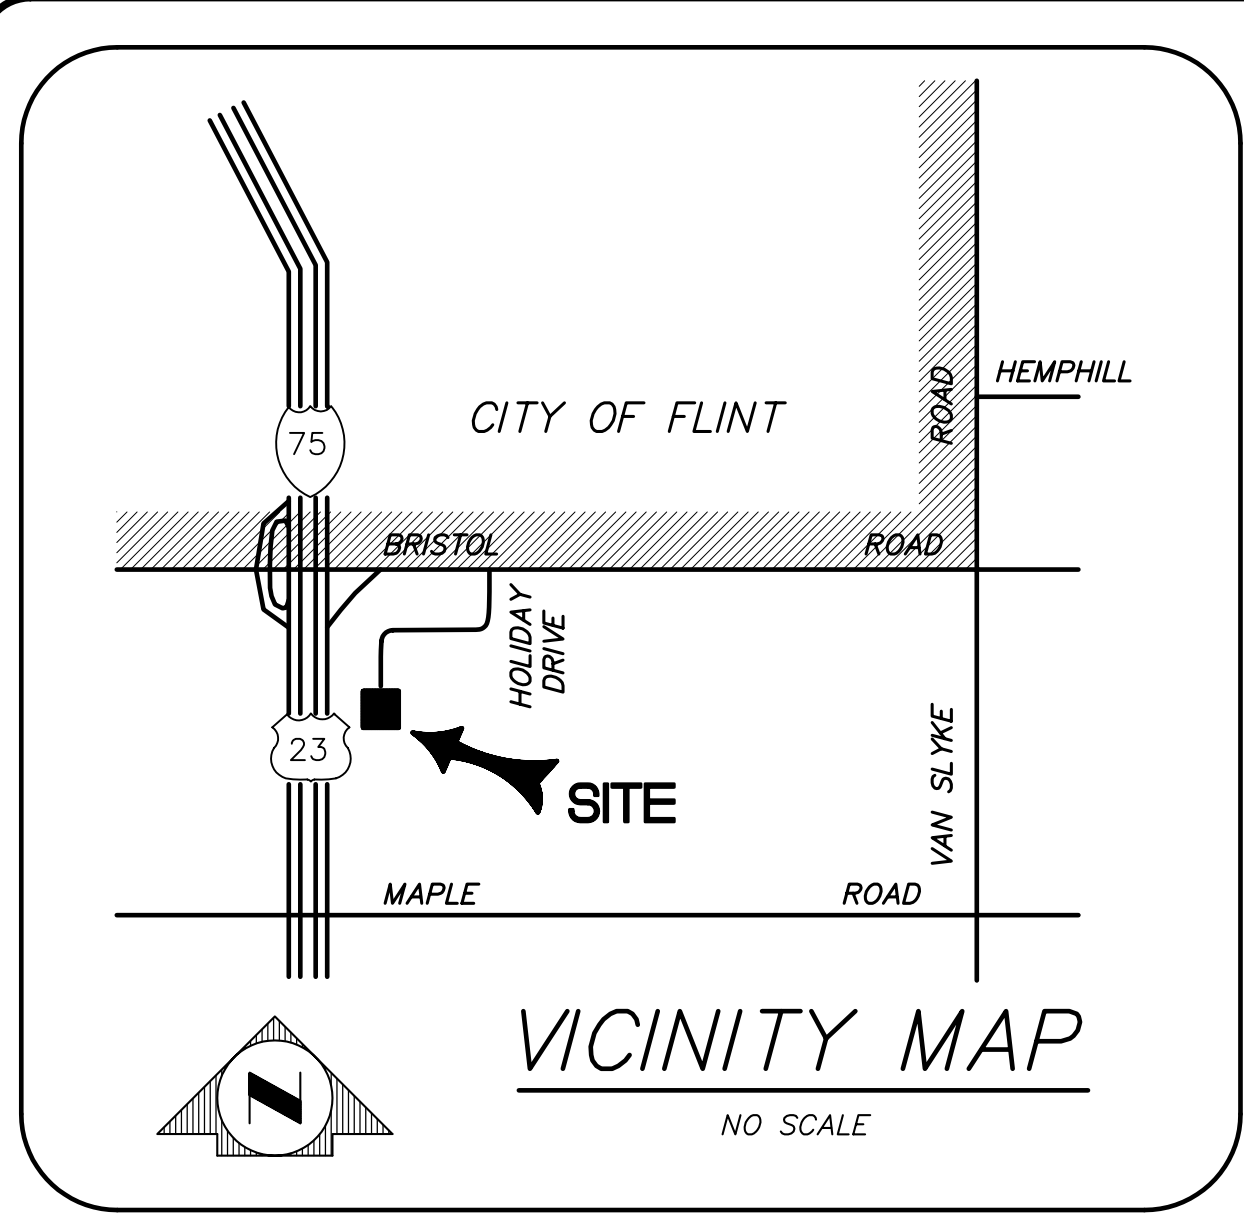 HEMPHILL
CITY OF FLINT
75
BRISTOL ROAD
HOLIDAY
DRIVE
VAN SLYKE ROAD
23
SITE
MAPLE ROAD
VICINITY MAP
NO SCALE
N